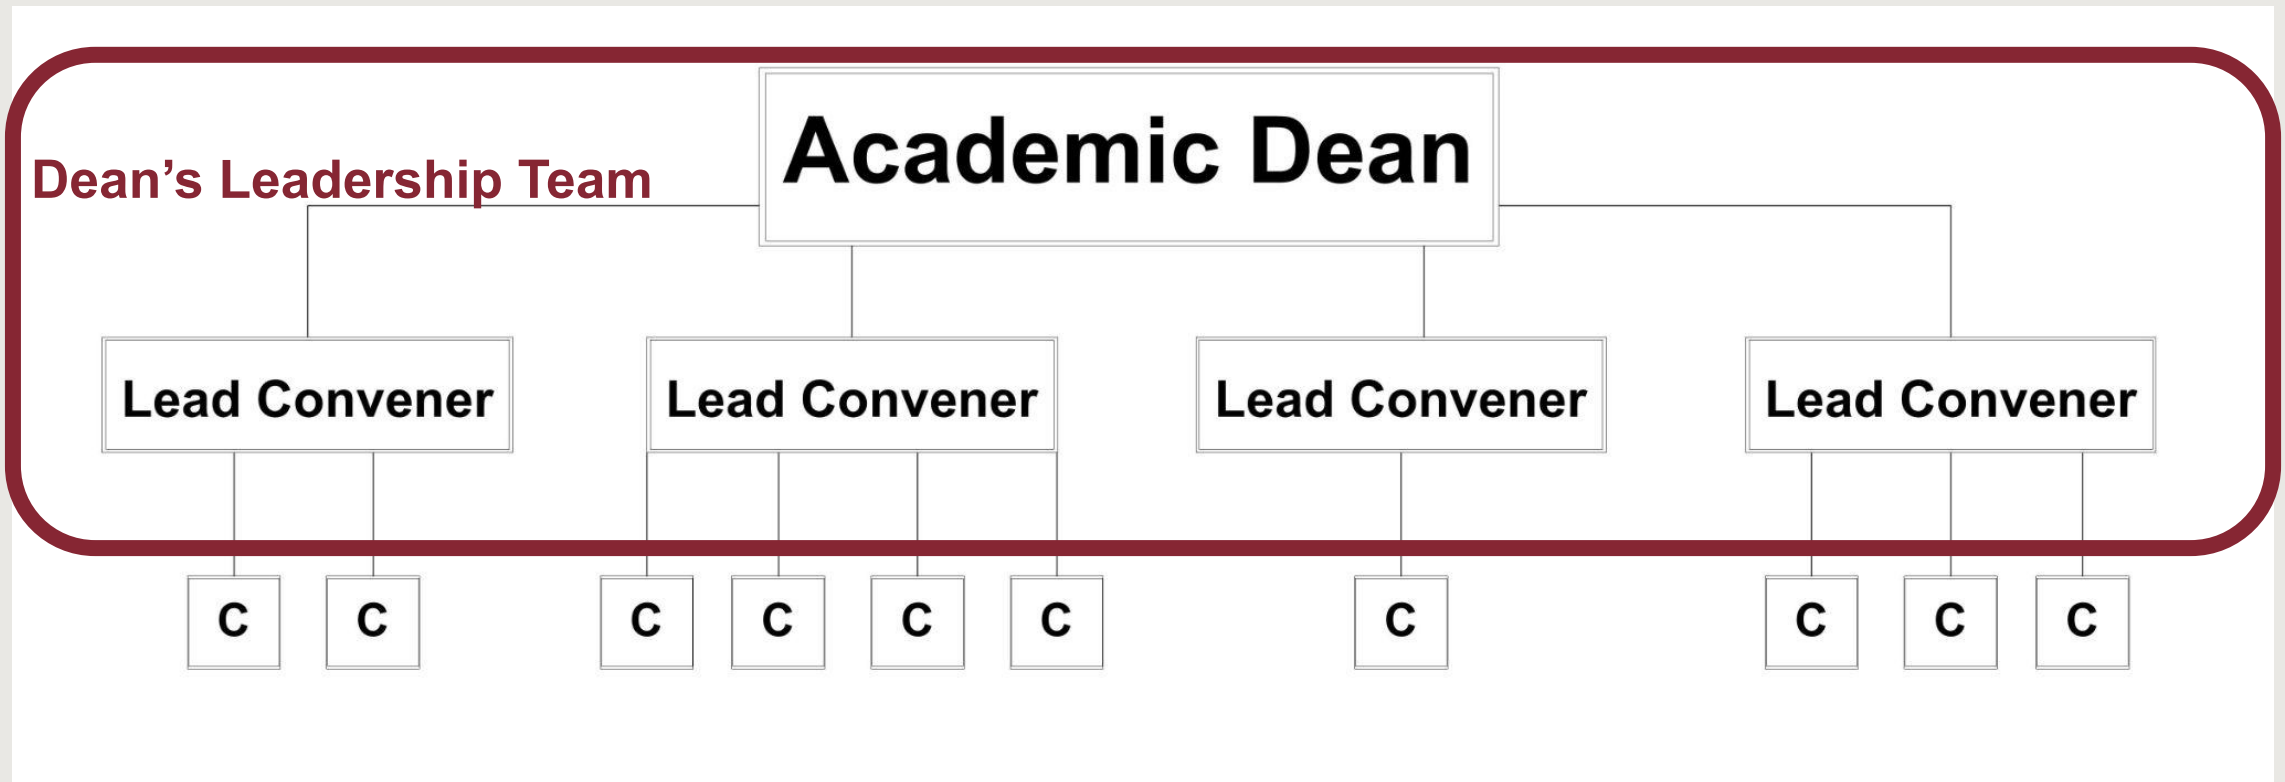 Academic Dean
Dean’s Leadership Team
Lead Convener Lead Convener Lead Convener Lead Convener
C C C C C C C C C C